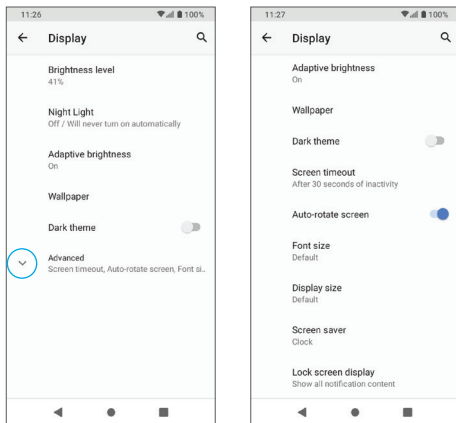 11:26 100%
Display
Brightness level
41%
Night Light
Off / Will never turn on automatically
Adaptive brightness
On
Wallpaper
Dark theme
Advanced
Screen timeout, Auto-rotate screen, Font si..
11:27 100%
Display
Adaptive brightness
On
Wallpaper
Dark theme
Screen timeout
After 30 seconds of inactivity
Auto-rotate screen
Font size
Default
Display size
Default
Screen saver
Clock
Lock screen display
Show all notification content